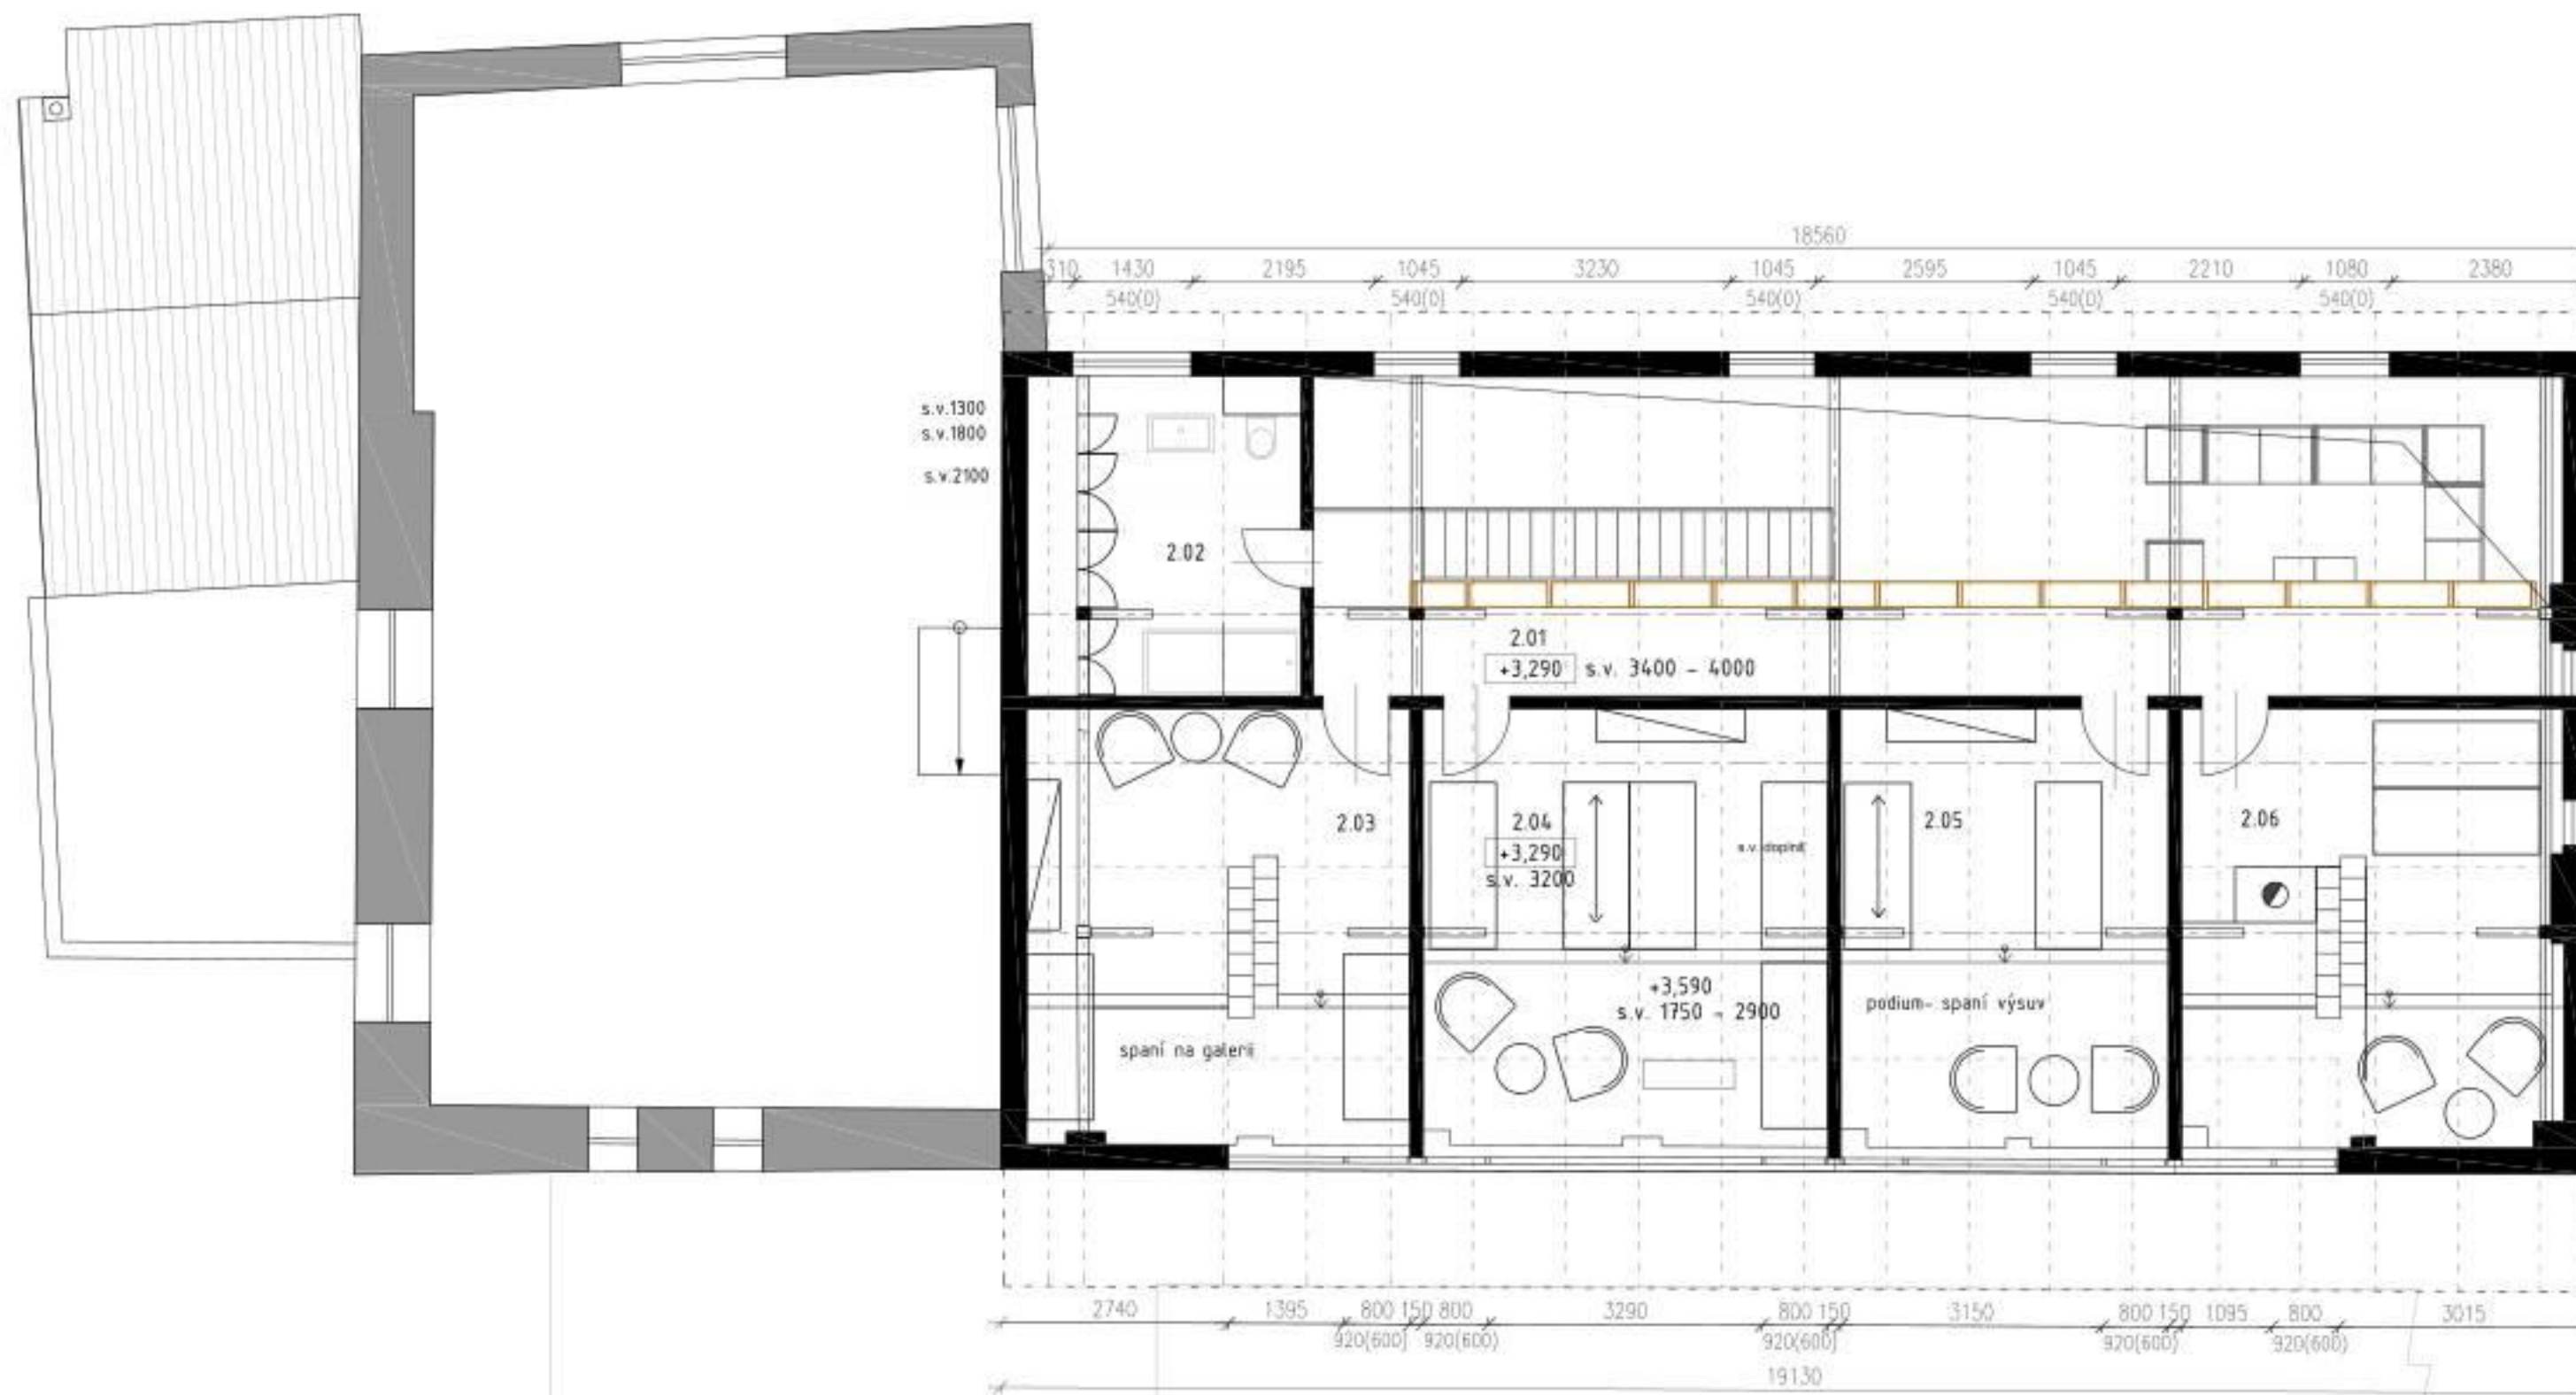 18560
310 1430 2195 1045 3230 1045 2595 1045 2210 1080 2380
540(0) 540(0) 540(0) 540(0) 540(0)
s.v.1300
s.v.1800
s.v.2100
2.02
2.01
+3,290 s.v. 3400 - 4000
2.03
2.04
+3,290
s.v. 3200
s.v. doplnit
2.05
2.06
+3,590
s.v. 1750 - 2900
podium- spaní výsuv
spaní na galerii
2740 1395 800 150 800 3290 800 150 3150 800 150 1095 800 3015
920(600) 920(600) 920(600) 920(600) 920(600)
19130